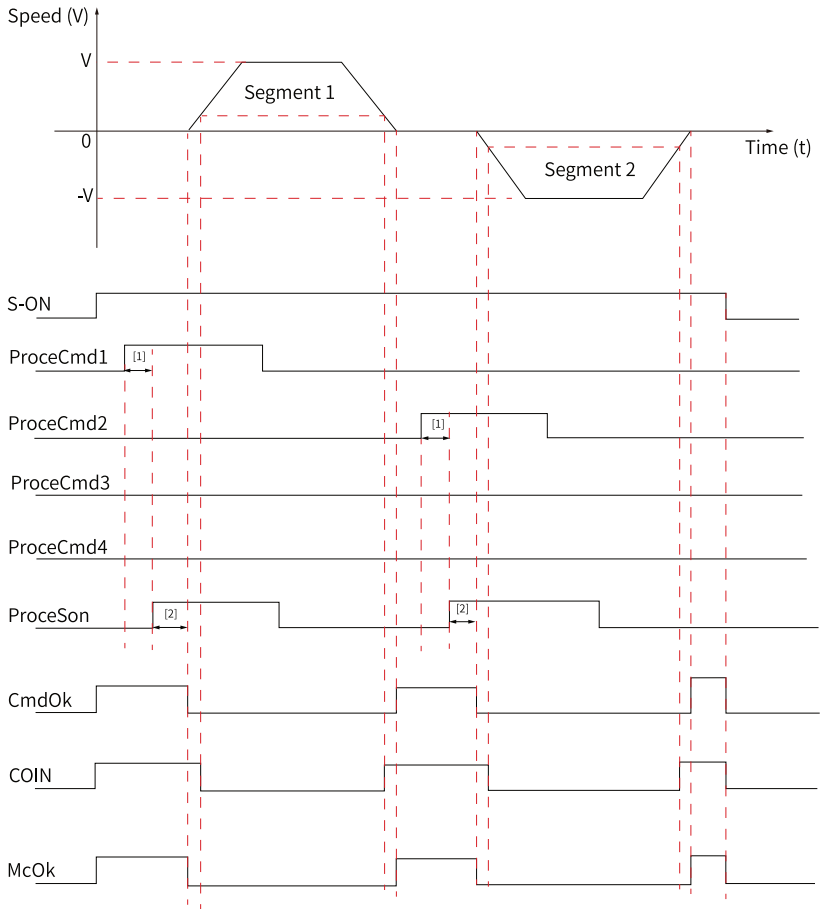 Speed (V)
V
Segment 1
0
Time (t)
Segment 2
-V
S-ON
ProceCmd1
[1]
ProceCmd2
[1]
ProceCmd3
ProceCmd4
ProceSon
[2]
[2]
CmdOk
COIN
McOk